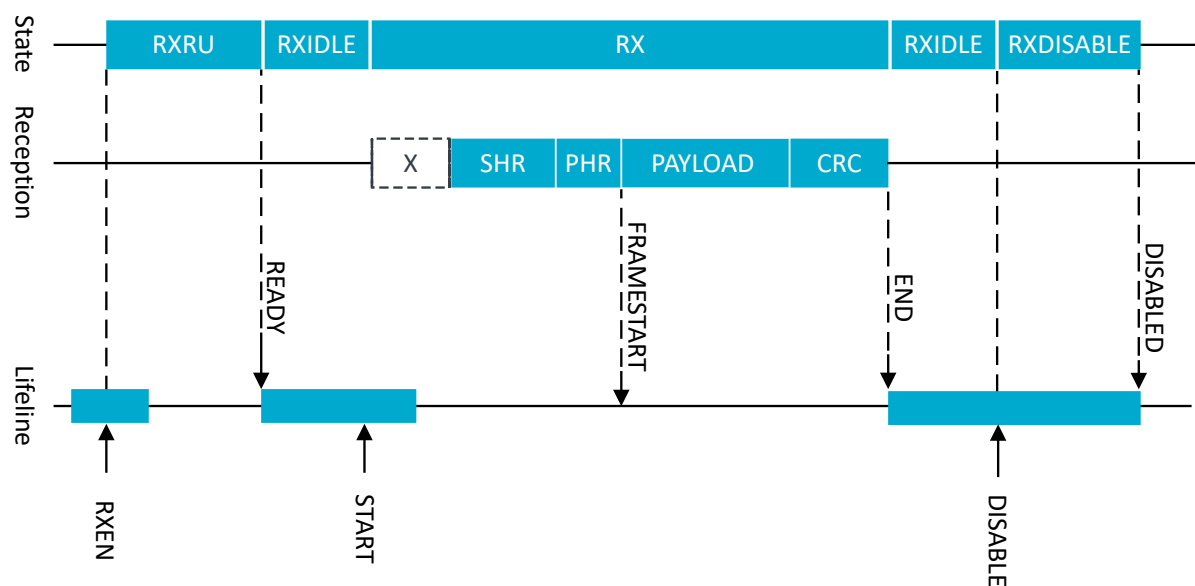 State
RXRU
RXIDLE
RX
RXIDLE
RXDISABLE
Reception
X
SHR
PHR
PAYLOAD
CRC
READY
FRAMESTART
END
DISABLED
Lifeline
RXEN
START
DISABLE